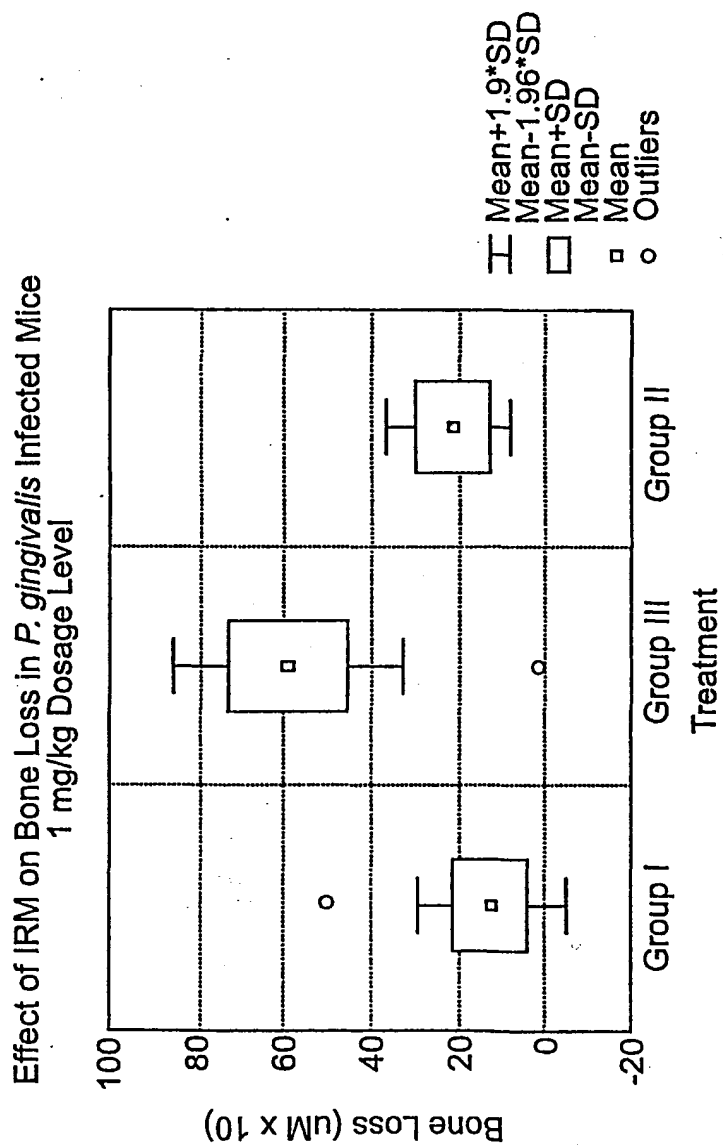 Effect of IRM on Bone Loss in P. gingivalis Infected Mice
1 mg/kg Dosage Level
Bone Loss (uM x 10)
100
80
60
40
20
0
-20
Group I
Group III
Group II
Treatment
Mean+1.9*SD
Mean-1.96*SD
Mean+SD
Mean-SD
Mean
Outliers